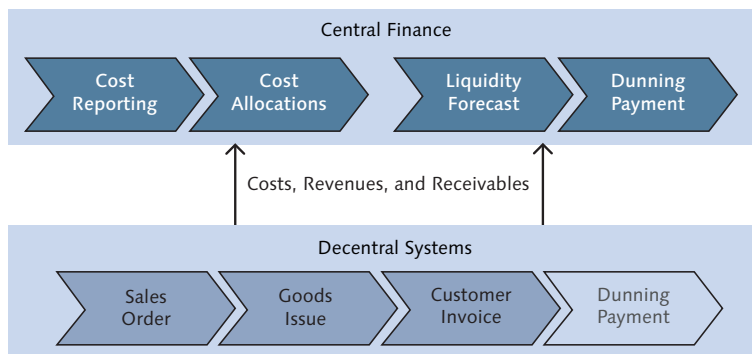 Central Finance
Cost
Reporting
Cost
Allocations
Liquidity
Forecast
Dunning
Payment
Costs, Revenues, and Receivables
Decentral Systems
Sales
Order
Goods
Issue
Customer
Invoice
Dunning
Payment